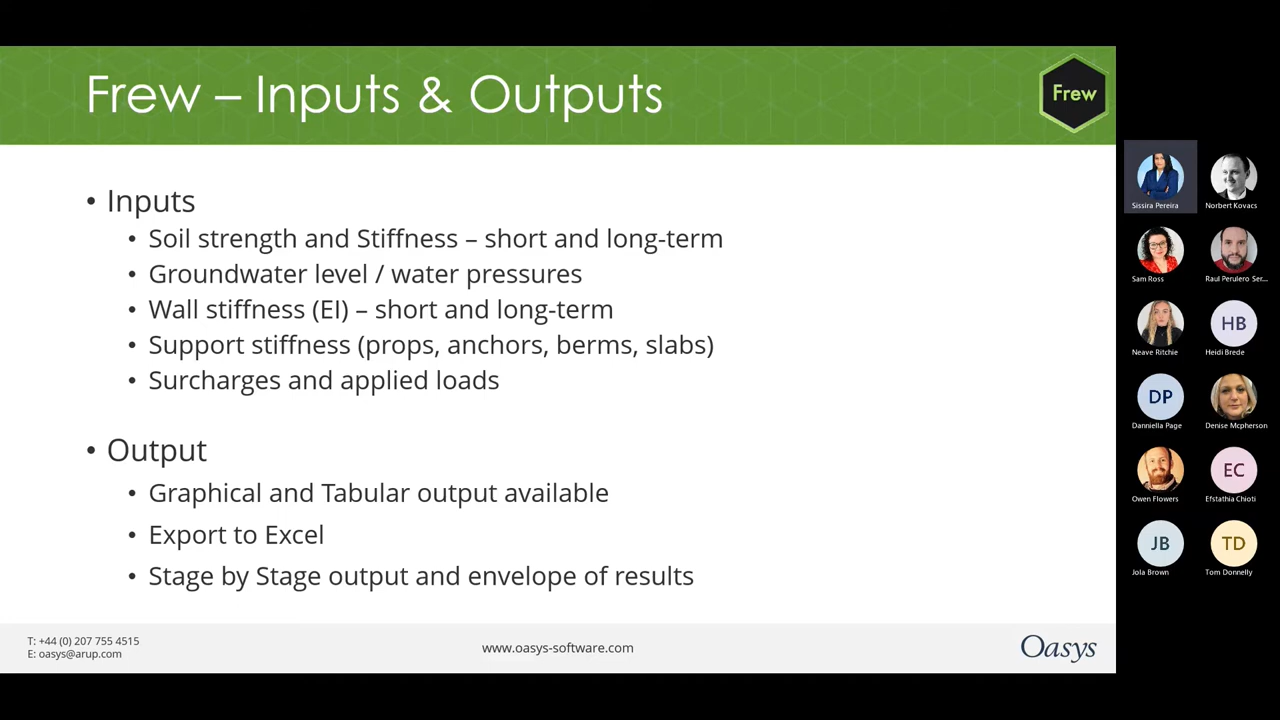 Frew – Inputs & Outputs
Frew
• Inputs
• Soil strength and Stiffness – short and long-term
• Groundwater level / water pressures
• Wall stiffness (EI) – short and long-term
• Support stiffness (props, anchors, berms, slabs)
• Surcharges and applied loads
• Output
• Graphical and Tabular output available
• Export to Excel
• Stage by Stage output and envelope of results
T: +44 (0) 207 755 4515
E: oasys@arup.com
www.oasys-software.com
Oasys
Sissira Pereira
Norbert Kovacs
Sam Ross
Raul Perulero Ser...
Neave Ritchie
HB
Heidi Brede
DP
Danniella Page
Denise Mcpherson
Owen Flowers
EC
Efstathia Chioti
JB
Jola Brown
TD
Tom Donnelly